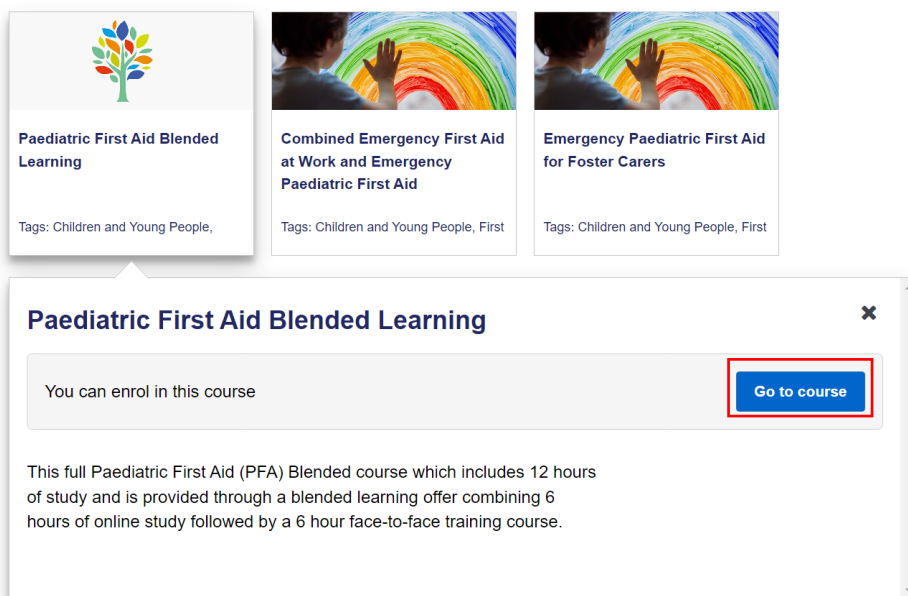 Paediatric First Aid Blended
Learning
Tags: Children and Young People,
Combined Emergency First Aid
at Work and Emergency
Paediatric First Aid
Tags: Children and Young People, First
Emergency Paediatric First Aid
for Foster Carers
Tags: Children and Young People, First
Paediatric First Aid Blended Learning
You can enrol in this course
Go to course
This full Paediatric First Aid (PFA) Blended course which includes 12 hours
of study and is provided through a blended learning offer combining 6
hours of online study followed by a 6 hour face-to-face training course.